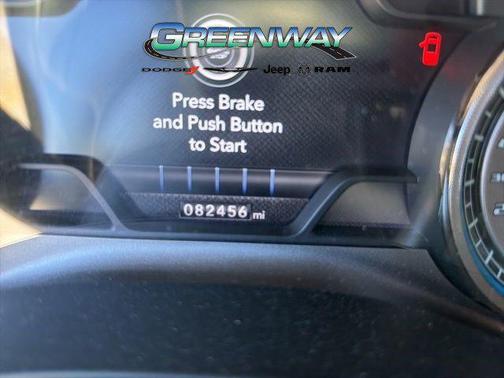 GREENWAY
DODGE Jeep RAM
Press Brake
and Push Button
to Start
082456 mi